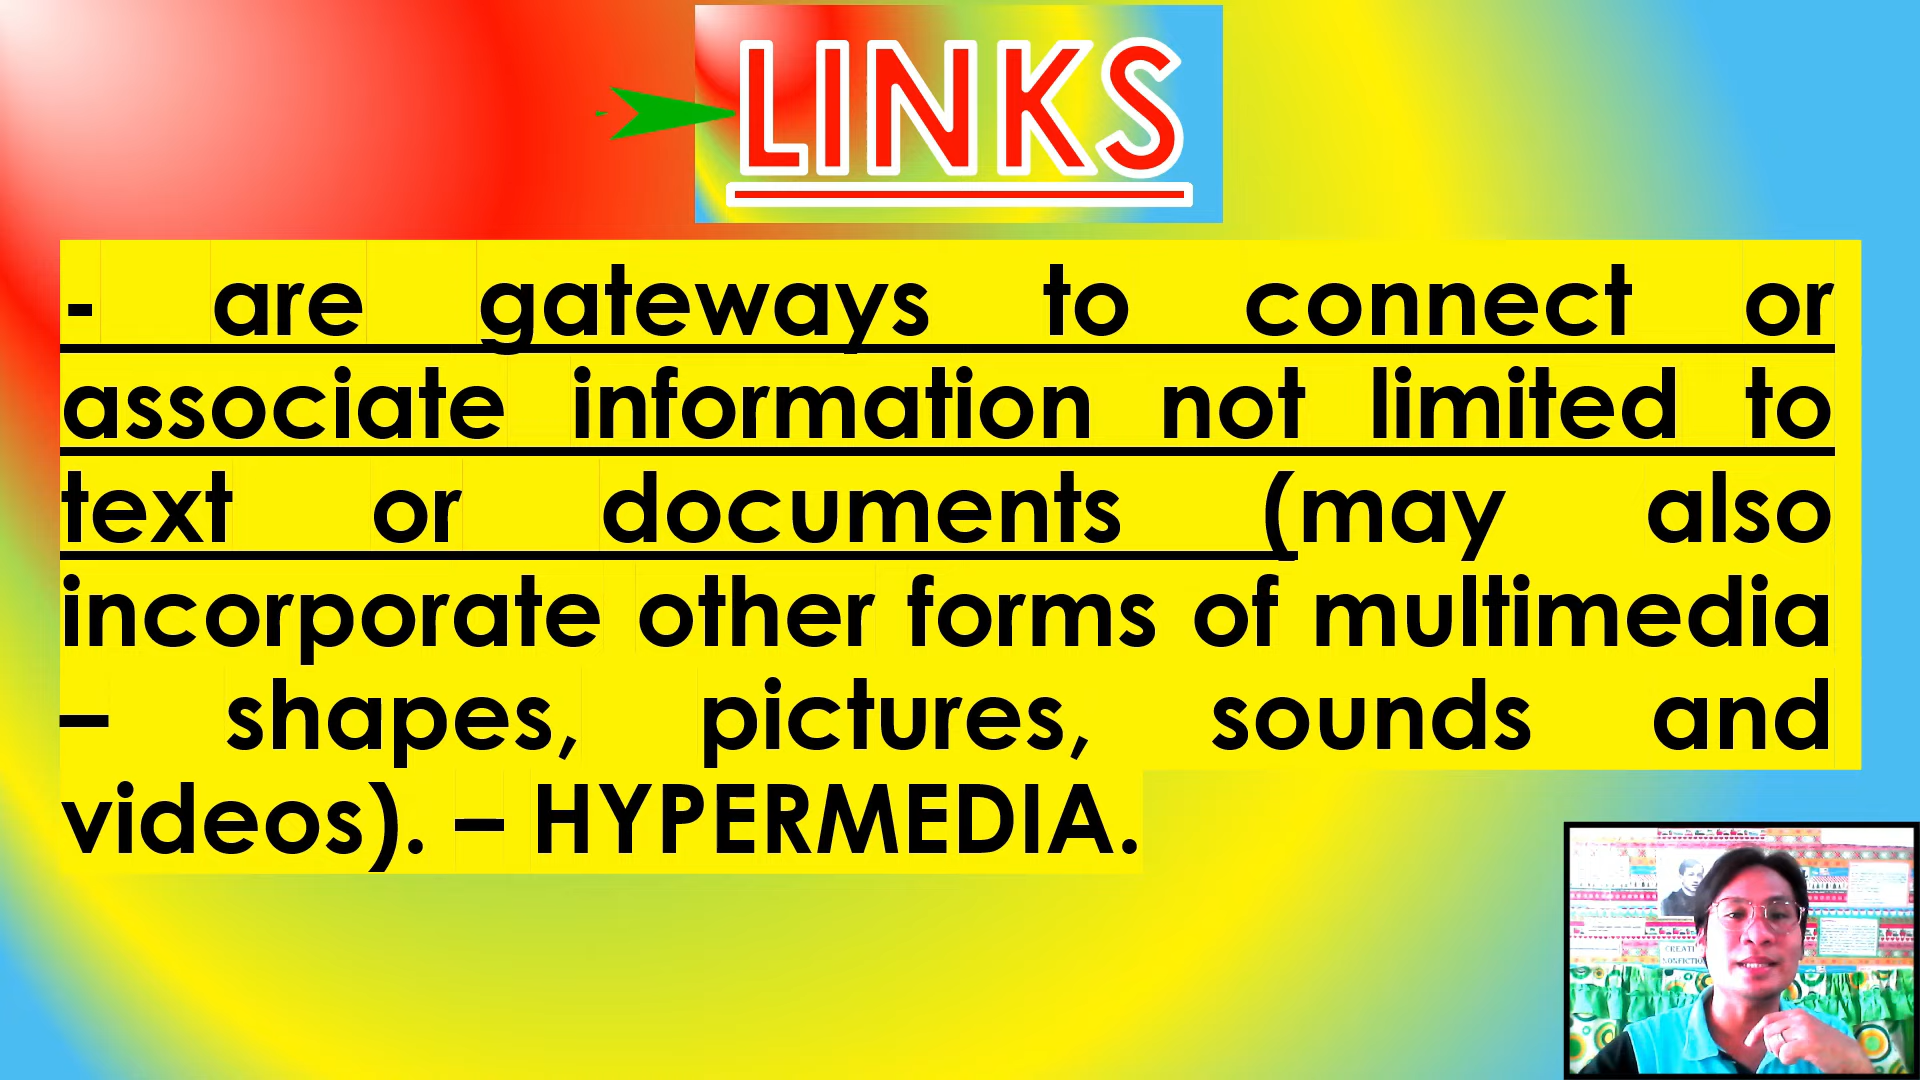 LINKS
- are gateways to connect or
associate information not limited to
text or documents (may also
incorporate other forms of multimedia
– shapes, pictures, sounds and
videos). – HYPERMEDIA.